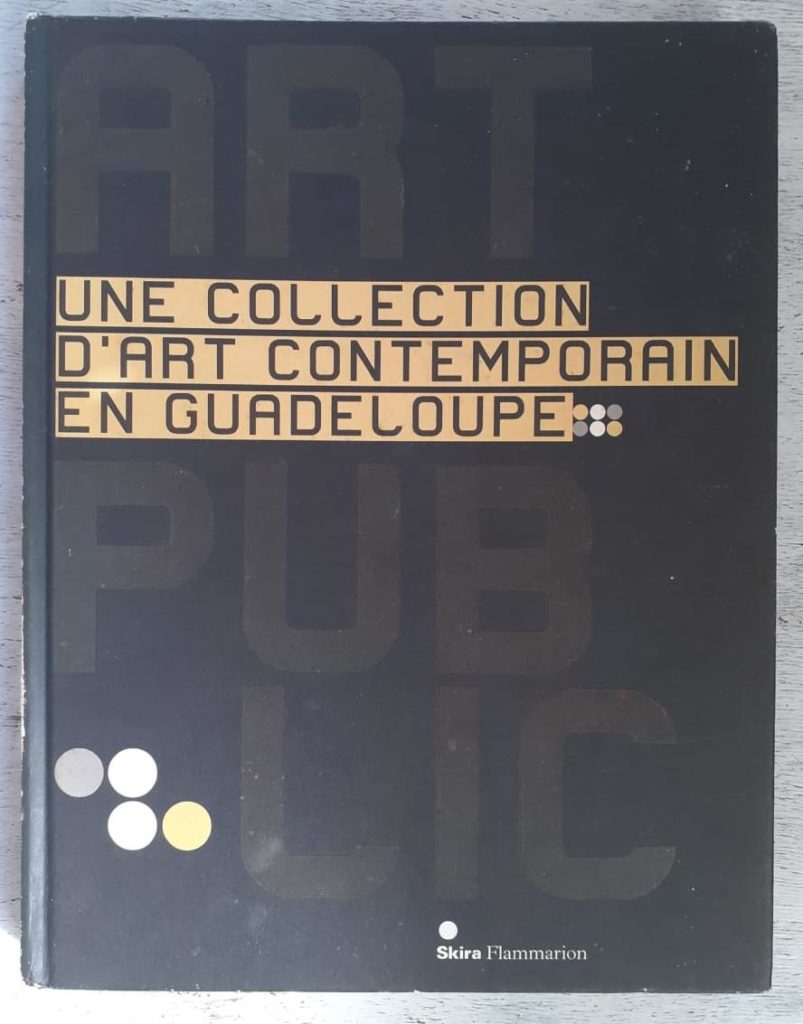 ART
UNE COLLECTION
D'ART CONTEMPORAIN
EN GUADELOUPE
PUB
LIC
Skira Flammarion